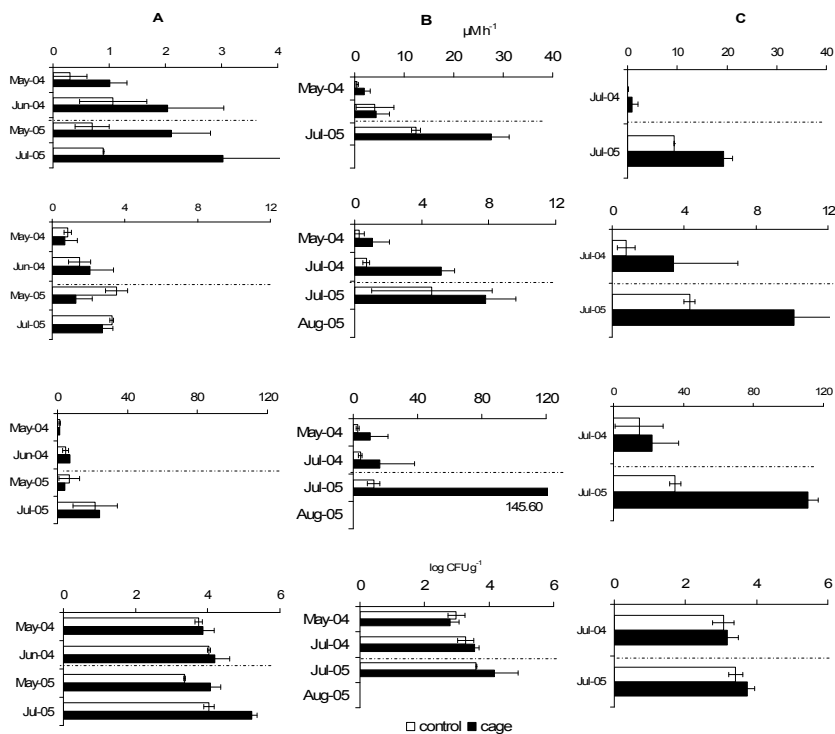 A
B
C
µM h⁻¹
0 1 2 3 4
0 10 20 30 40
0 10 20 30 40
May-04
Jun-04
May-05
Jul-05
May-04
Jul-05
Jul-04
Jul-05
0 4 8 12
0 4 8 12
0 4 8 12
May-04
Jun-04
May-05
Jul-05
May-04
Jul-04
Jul-05
Aug-05
Jul-04
Jul-05
0 40 80 120
0 40 80 120
0 40 80 120
May-04
Jun-04
May-05
Jul-05
May-04
Jul-04
Jul-05
Aug-05
145.60
Jul-04
Jul-05
log CFU g⁻¹
0 2 4 6
0 2 4 6
0 2 4 6
May-04
Jun-04
May-05
Jul-05
May-04
Jul-04
Jul-05
Aug-05
Jul-04
Jul-05
control cage